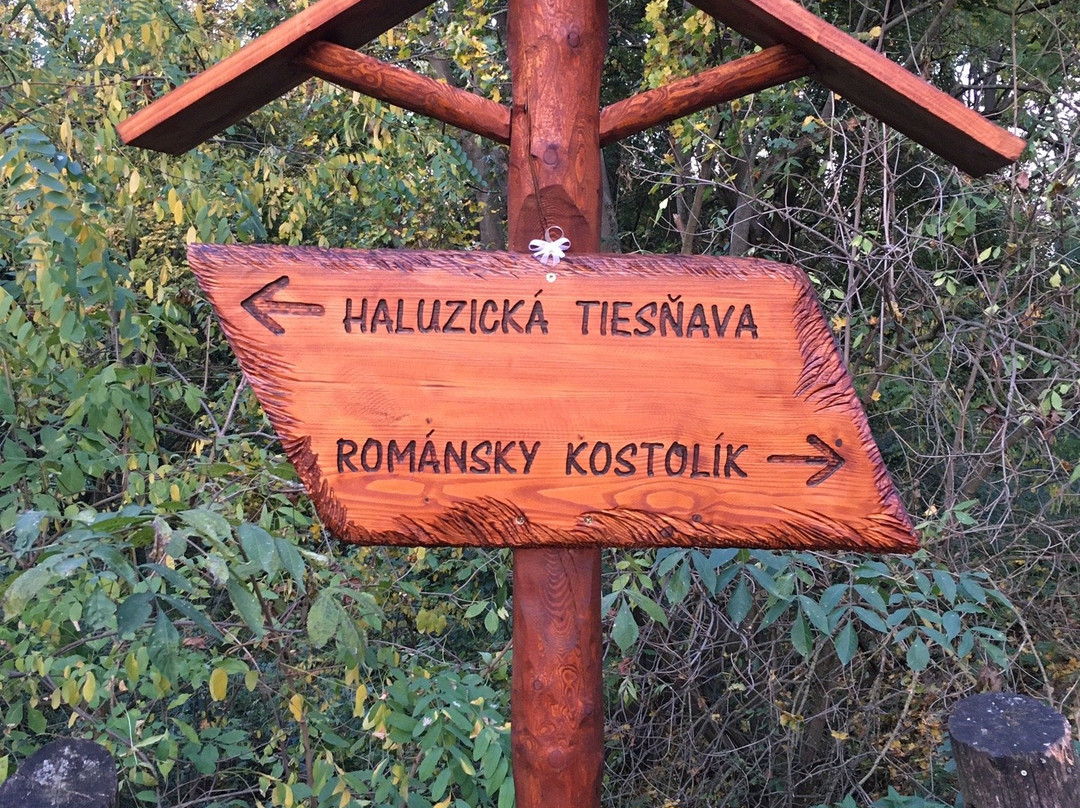 ← HALUZICKÁ TIESŇAVA
ROMÁNSKY KOSTOLÍK →